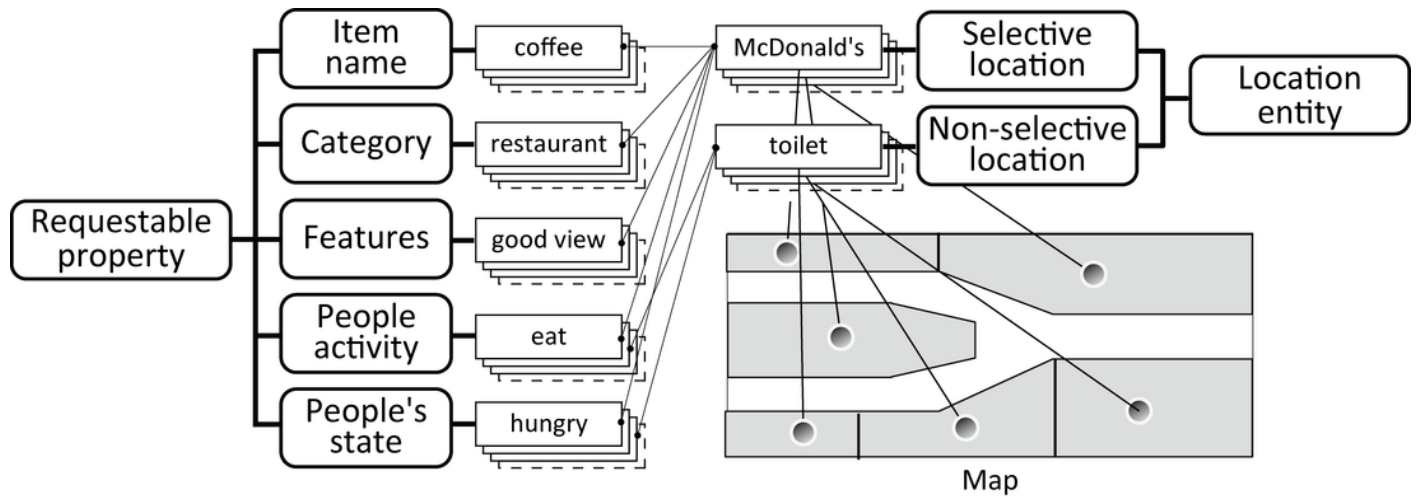 Requestable
property
Item
name
Category
Features
People
activity
People's
state
coffee
restaurant
good view
eat
hungry
McDonald's
toilet
Selective
location
Non-selective
location
Location
entity
Map